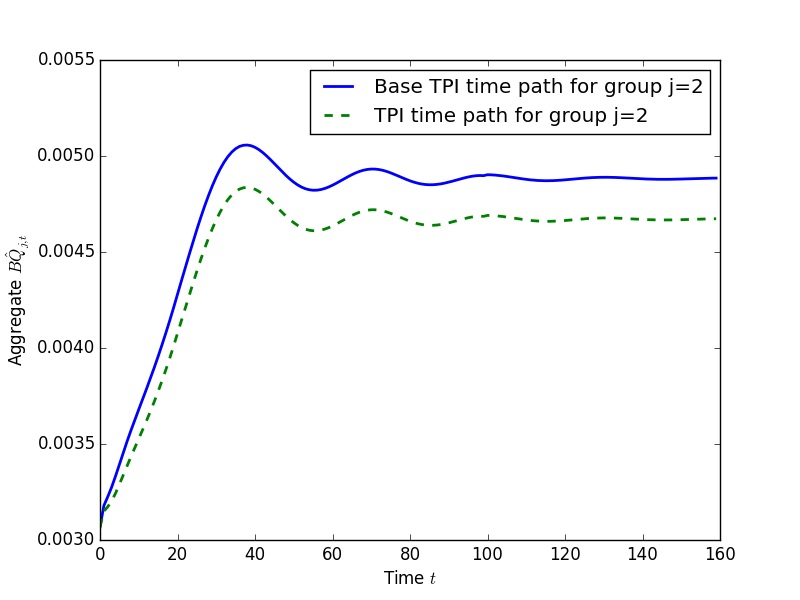 0.0055
Base TPI time path for group j=2
TPI time path for group j=2
0.0050
0.0045
Aggregate $\hat{BQ}_{j,t}$
0.0040
0.0035
0.0030
0 20 40 60 80 100 120 140 160
Time t